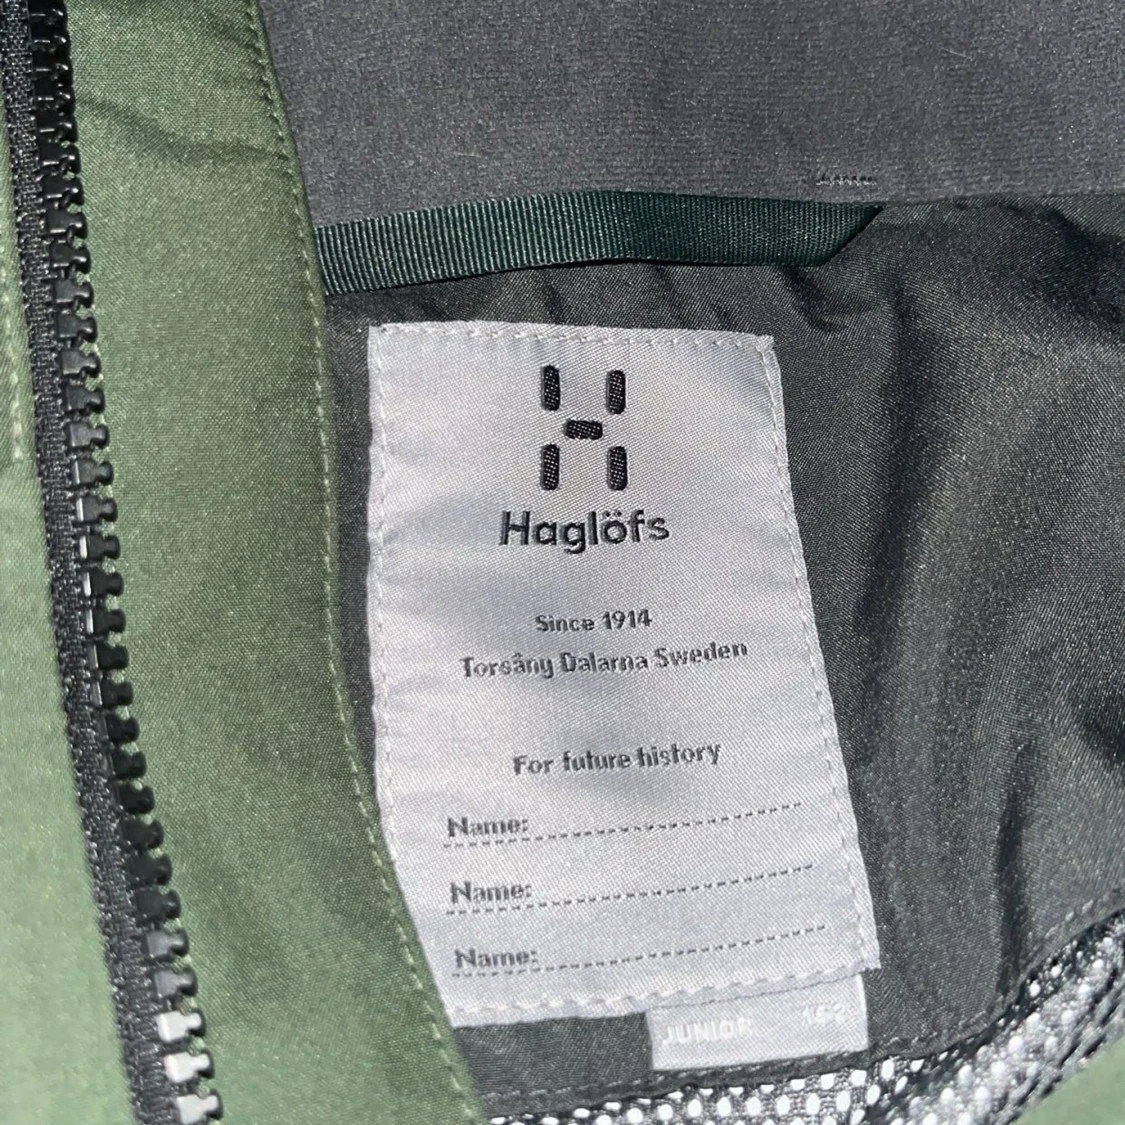 Haglöfs
Since 1914
Torsång Dalarna Sweden
For future history
Name:
Name:
Name:
JUNIOR